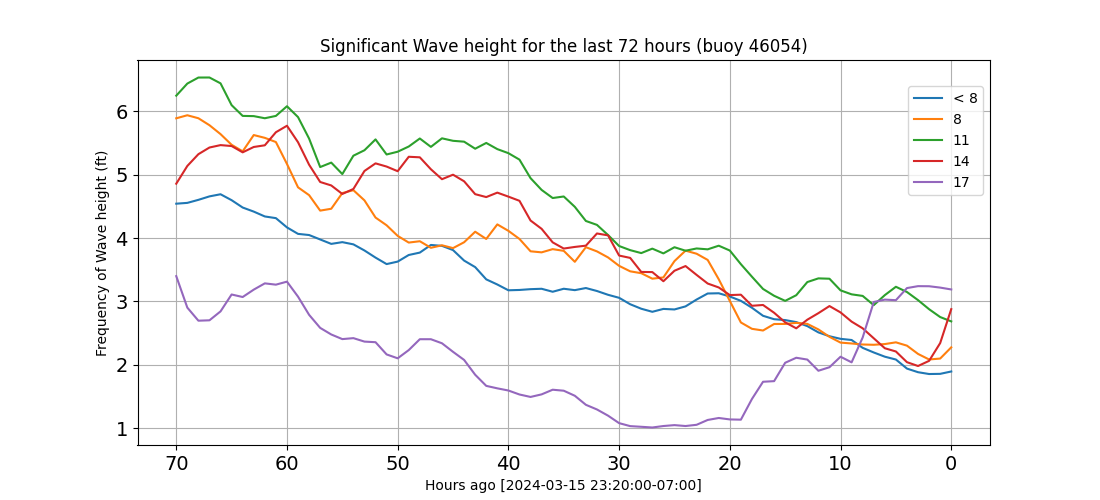 Significant Wave height for the last 72 hours (buoy 46054)
Frequency of Wave height (ft)
6
5
4
3
2
1
< 8
8
11
14
17
70 60 50 40 30 20 10 0
Hours ago [2024-03-15 23:20:00-07:00]